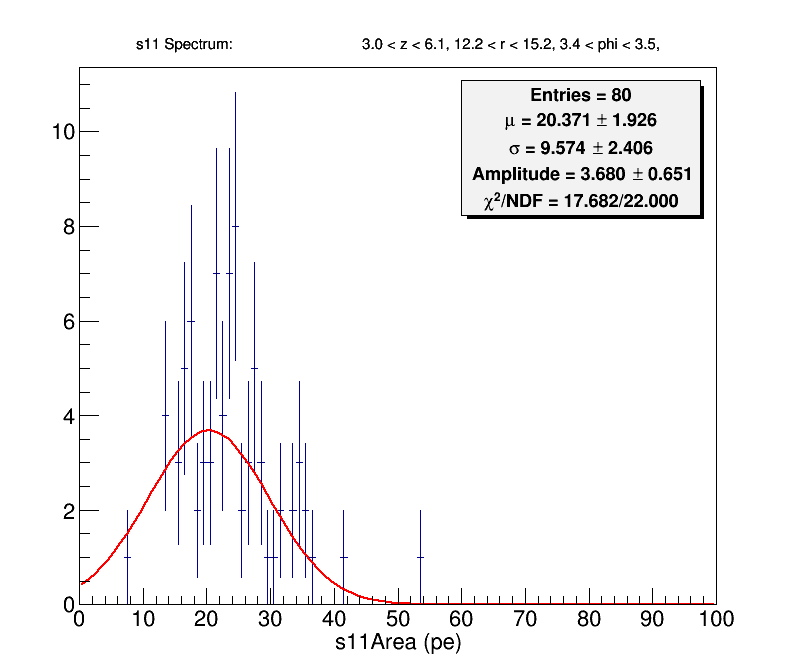 s11 Spectrum: 3.0 < z < 6.1, 12.2 < r < 15.2, 3.4 < phi < 3.5,
Entries = 80
μ = 20.371 ± 1.926
σ = 9.574 ± 2.406
Amplitude = 3.680 ± 0.651
χ²/NDF = 17.682/22.000
10
8
6
4
2
0
0 10 20 30 40 50 60 70 80 90 100
s11Area (pe)